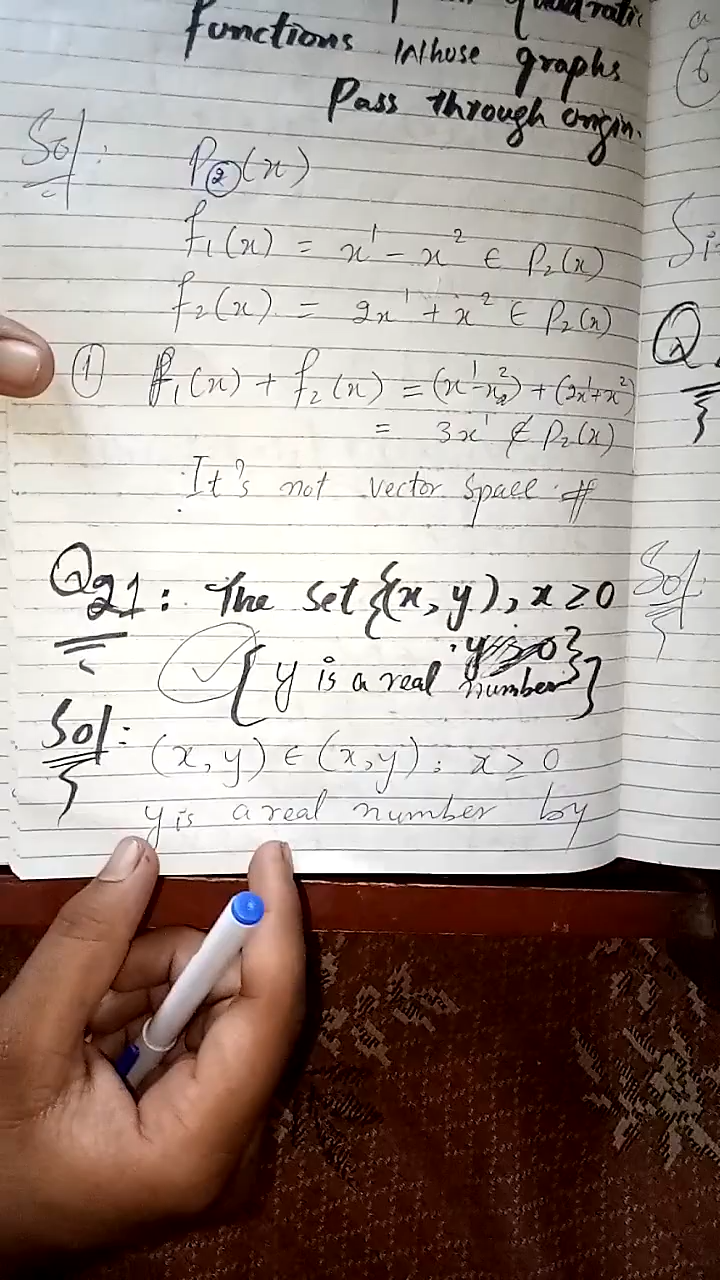 quadratic
functions whose graphs
Pass through origin.
Sol: P₂(x)
f₁(x) = x¹ - x² ∈ P₂(x)
f₂(x) = 2x¹ + x² ∈ P₂(x)
① f₁(x) + f₂(x) = (x¹-x²) + (2x¹+x²)
= 3x¹ ∉ P₂(x)
It's not vector space #
Q21: The set {(x, y), x ≥ 0
[y is a real number}]
Sol: (x, y) ∈ (x, y): x ≥ 0
y is a real number by
Q
Sol: